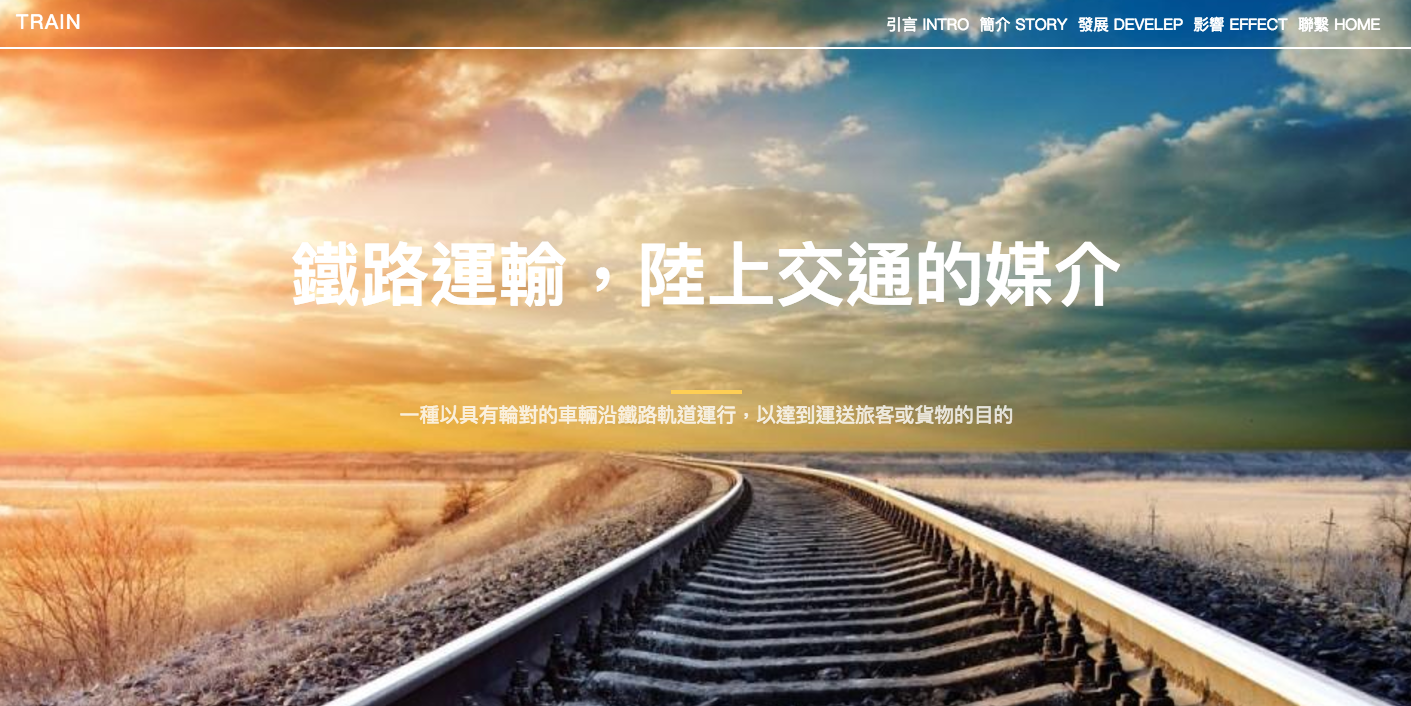 TRAIN
引言 INTRO 簡介 STORY 發展 DEVELEP 影響 EFFECT 聯繫 HOME
鐵路運輸，陸上交通的媒介
一種以具有輪對的車輛沿鐵路軌道運行，以達到運送旅客或貨物的目的